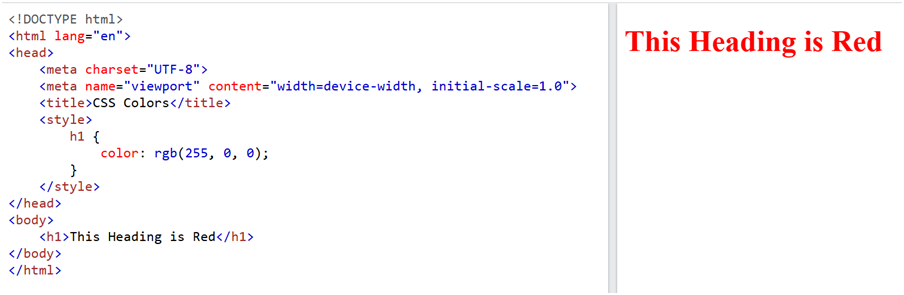 <!DOCTYPE html>
<html lang="en">
<head>
    <meta charset="UTF-8">
    <meta name="viewport" content="width=device-width, initial-scale=1.0">
    <title>CSS Colors</title>
    <style>
        h1 {
            color: rgb(255, 0, 0);
        }
    </style>
</head>
<body>
    <h1>This Heading is Red</h1>
</body>
</html>
This Heading is Red